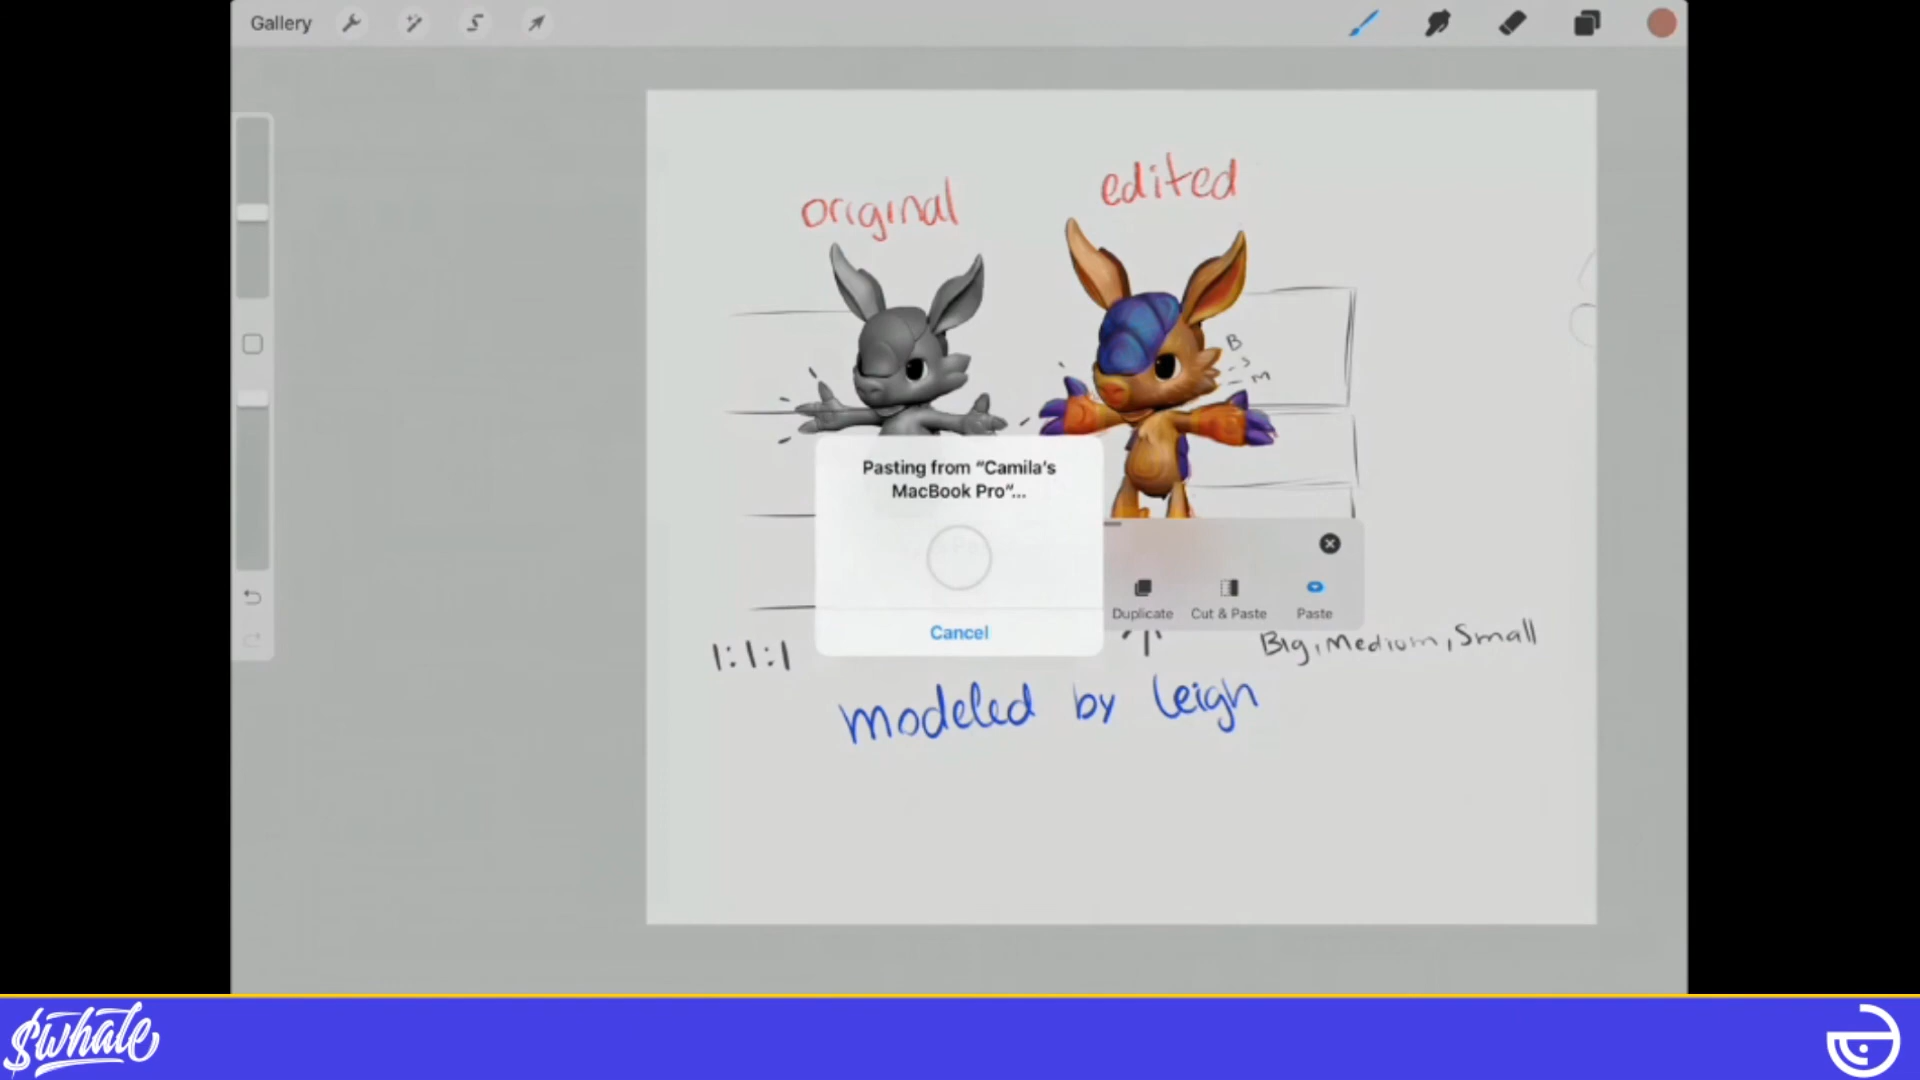 Gallery
edited
original
B
S
M
Pasting from “Camila’s
MacBook Pro”...
Cancel
Duplicate
Cut & Paste
Paste
1:1:1
Big, Medium, Small
modeled by leigh
$whale